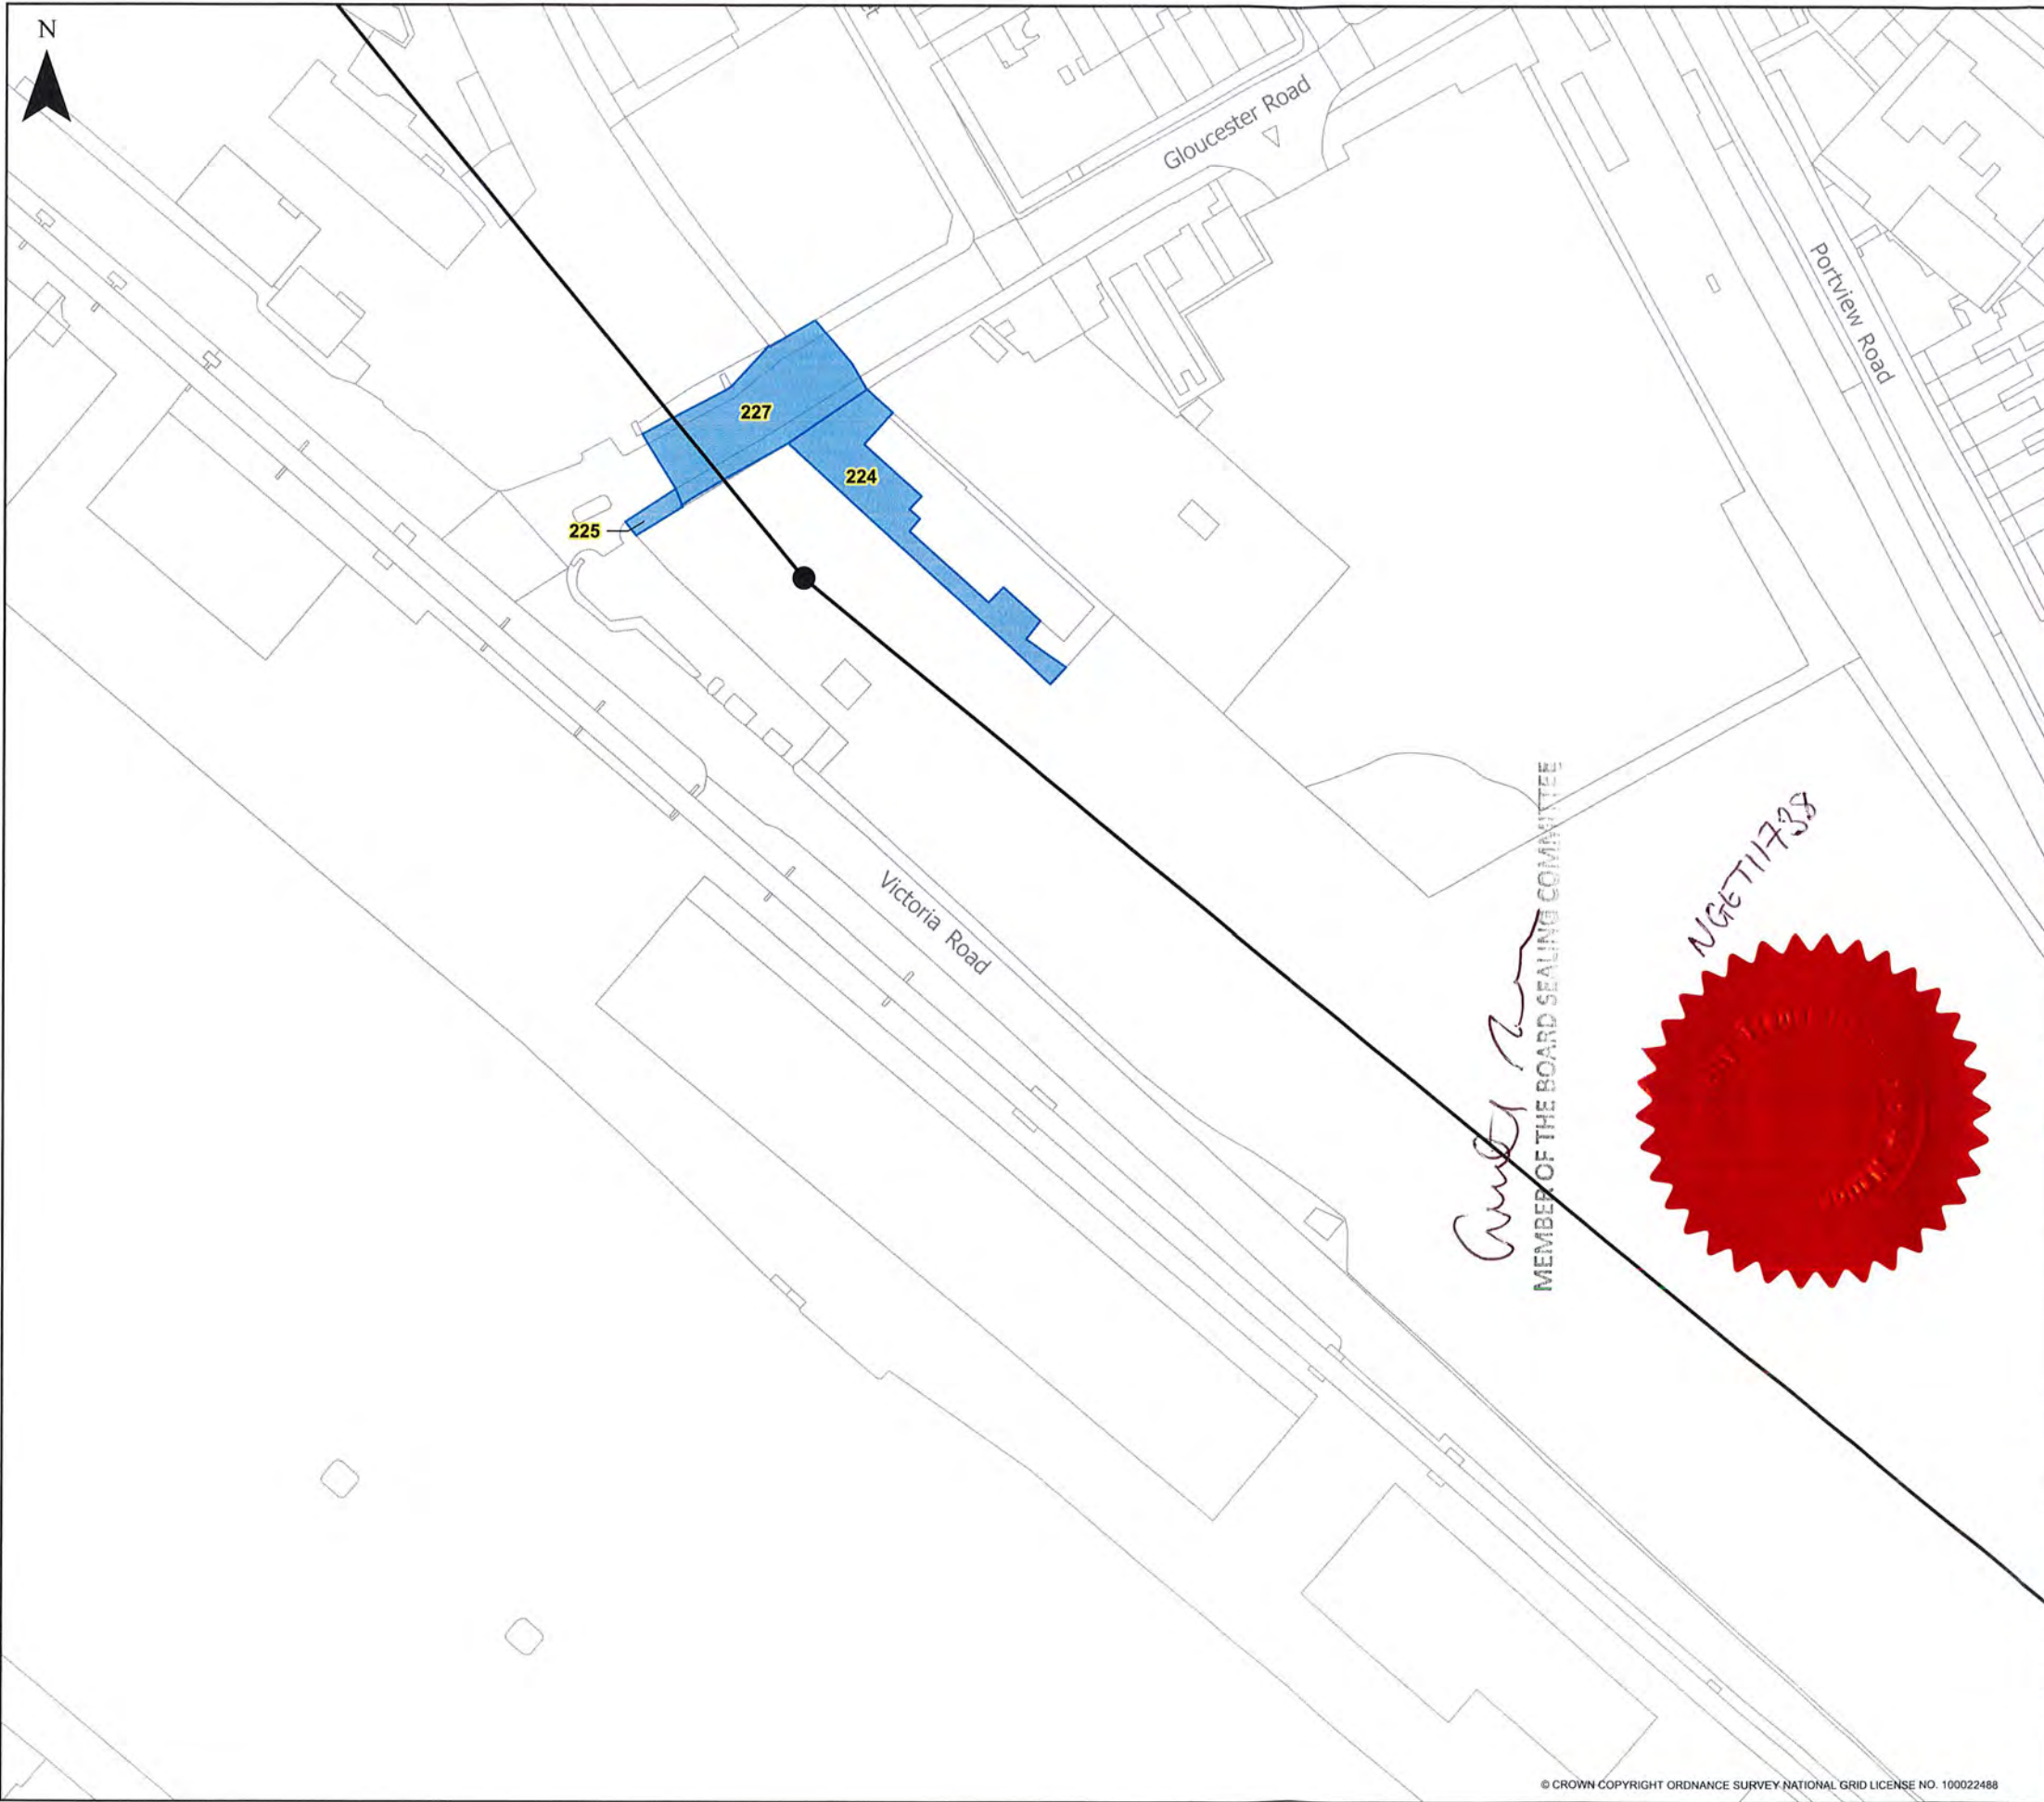 N
Gloucester Road
Portview Road
227
224
225
Victoria Road
MEMBER OF THE BOARD SEALING COMMITTEE
NGET11738
© CROWN COPYRIGHT ORDNANCE SURVEY NATIONAL GRID LICENSE NO. 100022488